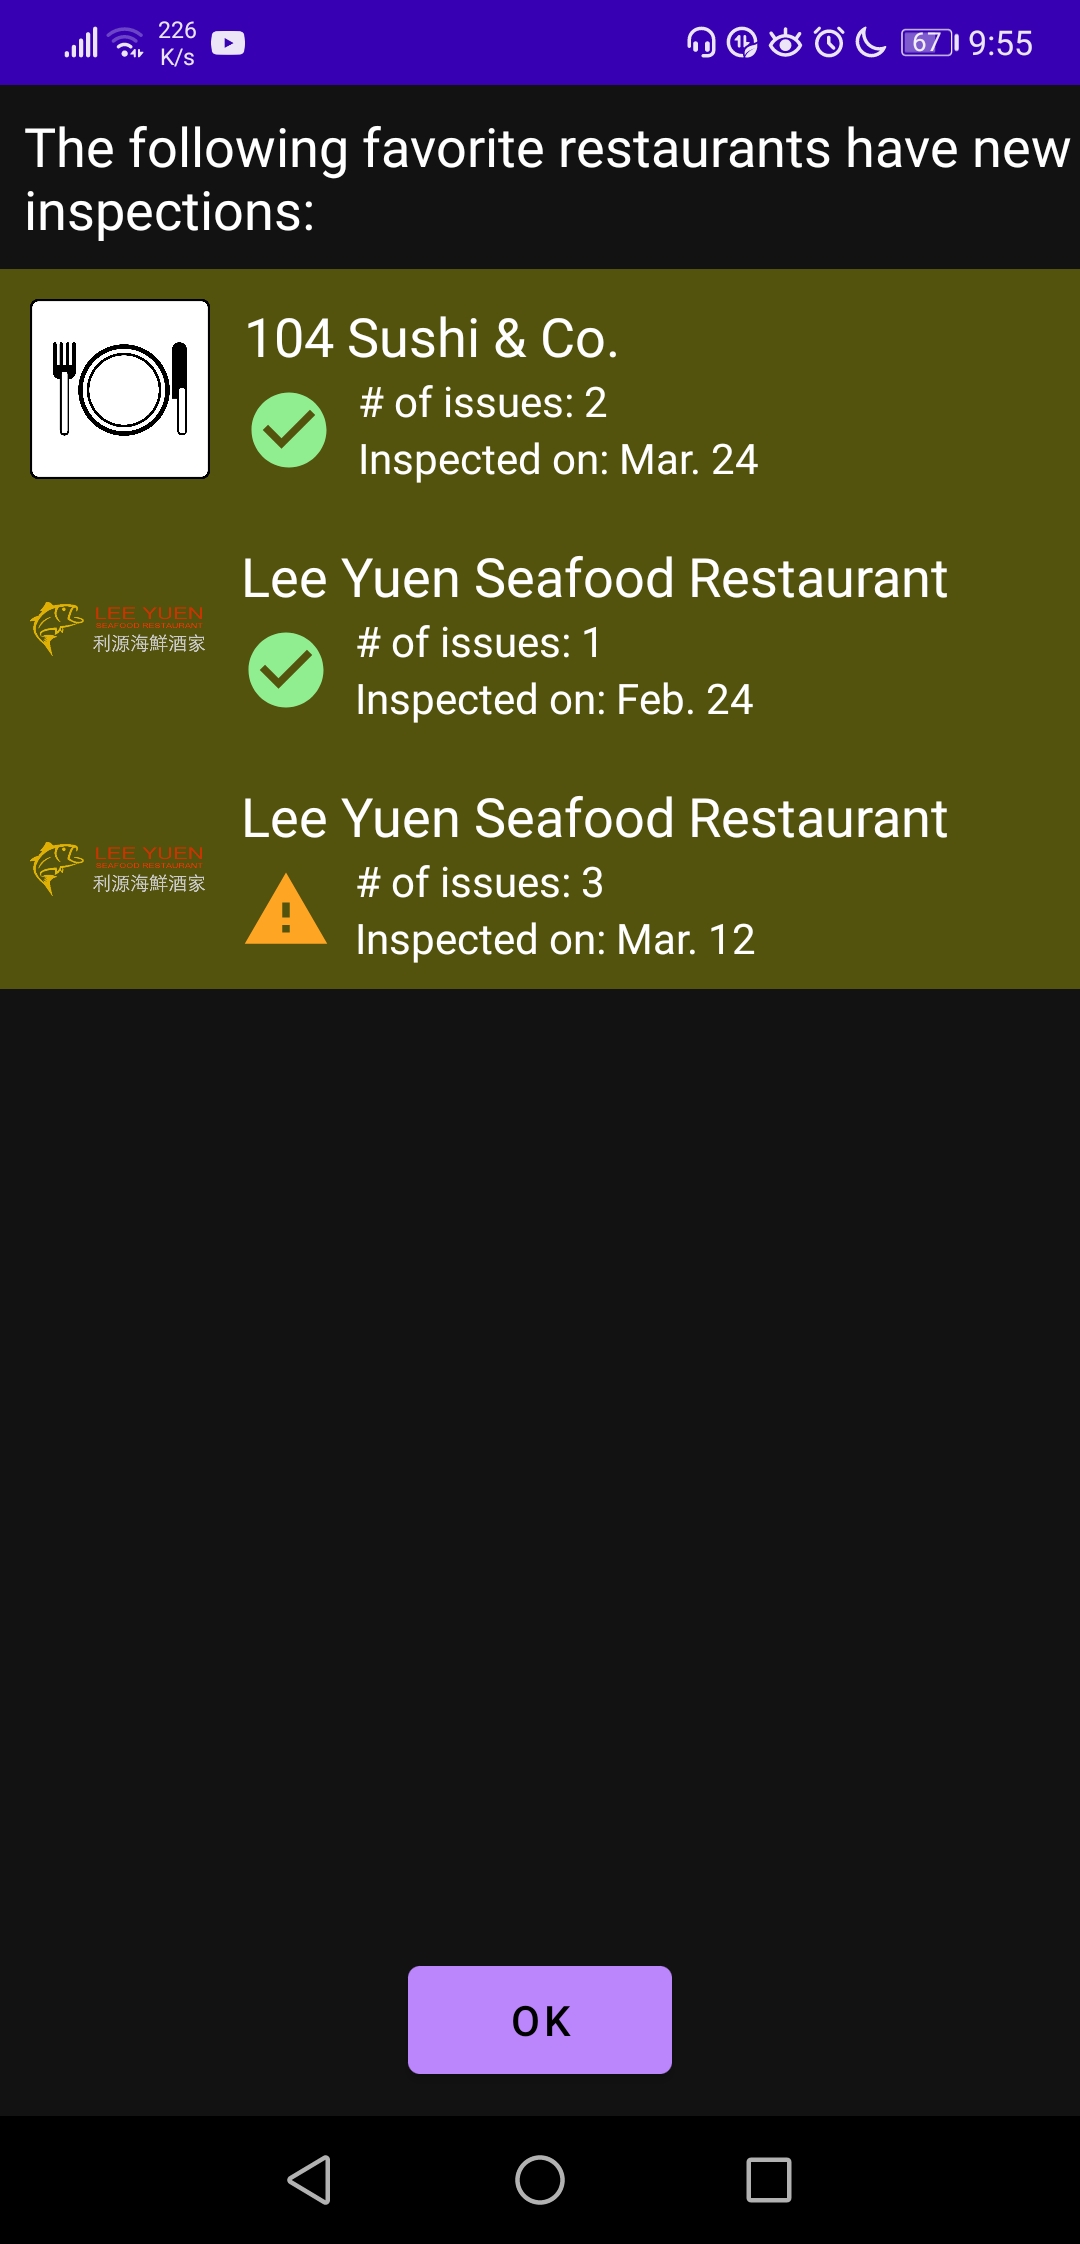 226
K/s
67
9:55
The following favorite restaurants have new
inspections:
104 Sushi & Co.
# of issues: 2
Inspected on: Mar. 24
Lee Yuen Seafood Restaurant
LEE YUEN
SEAFOOD RESTAURANT
利源海鮮酒家
# of issues: 1
Inspected on: Feb. 24
Lee Yuen Seafood Restaurant
LEE YUEN
SEAFOOD RESTAURANT
利源海鮮酒家
# of issues: 3
Inspected on: Mar. 12
OK